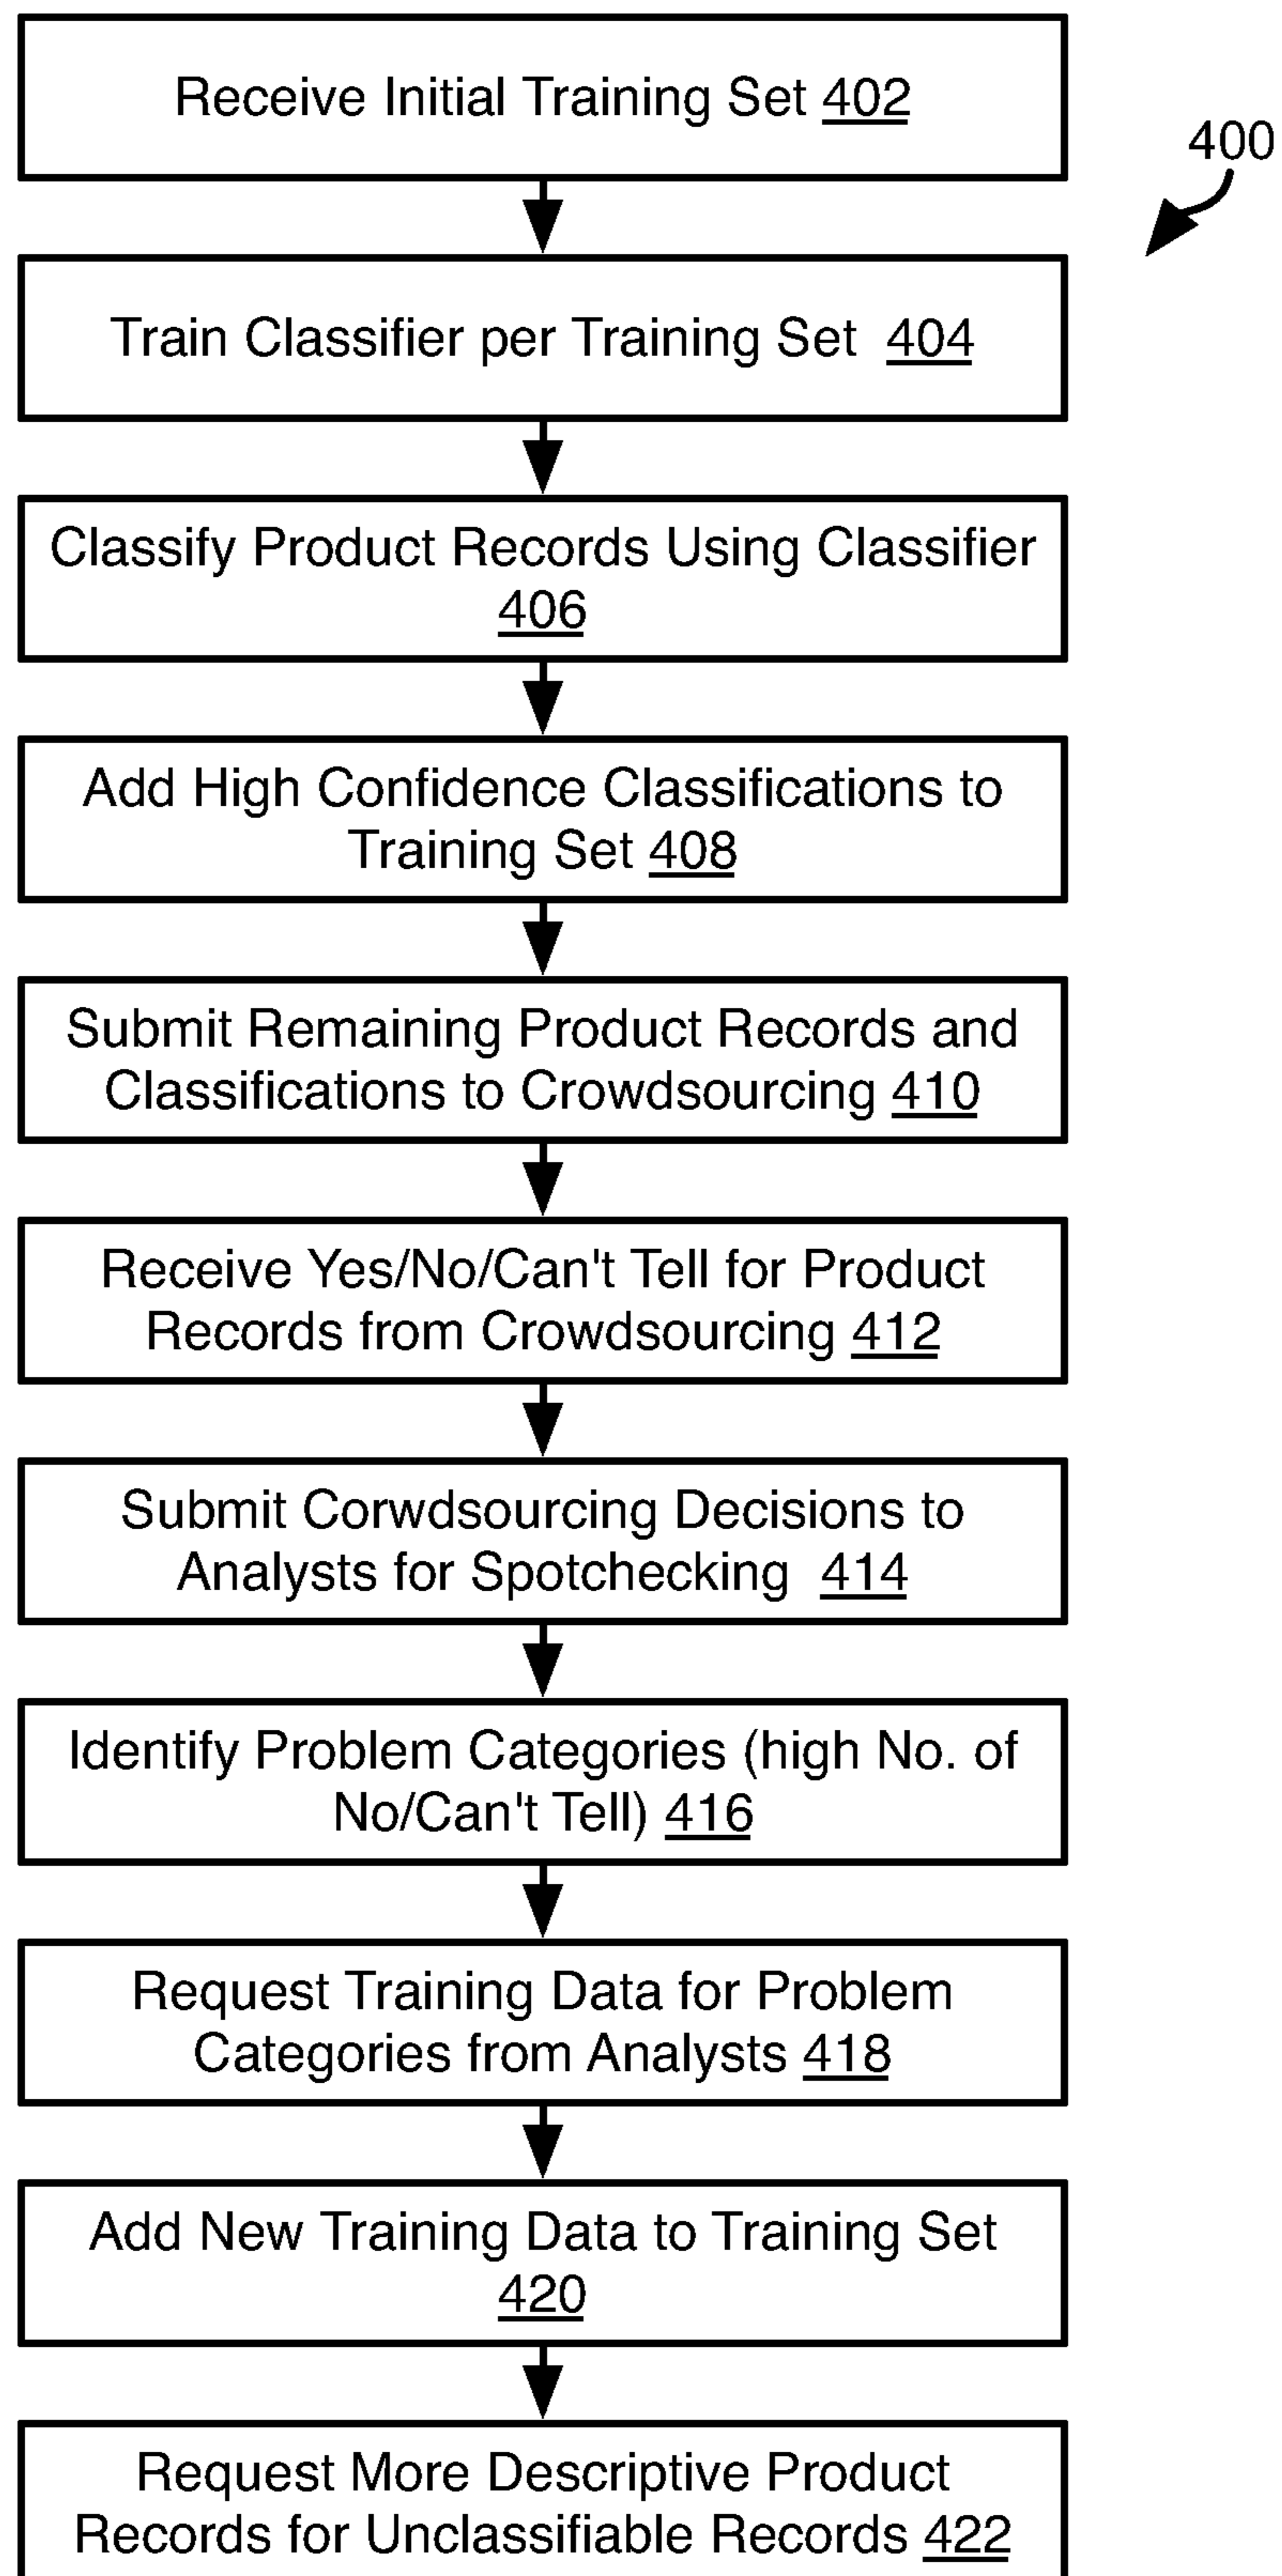 Receive Initial Training Set 402
400
Train Classifier per Training Set 404
Classify Product Records Using Classifier
406
Add High Confidence Classifications to
Training Set 408
Submit Remaining Product Records and
Classifications to Crowdsourcing 410
Receive Yes/No/Can't Tell for Product
Records from Crowdsourcing 412
Submit Corwdsourcing Decisions to
Analysts for Spotchecking 414
Identify Problem Categories (high No. of
No/Can't Tell) 416
Request Training Data for Problem
Categories from Analysts 418
Add New Training Data to Training Set
420
Request More Descriptive Product
Records for Unclassifiable Records 422